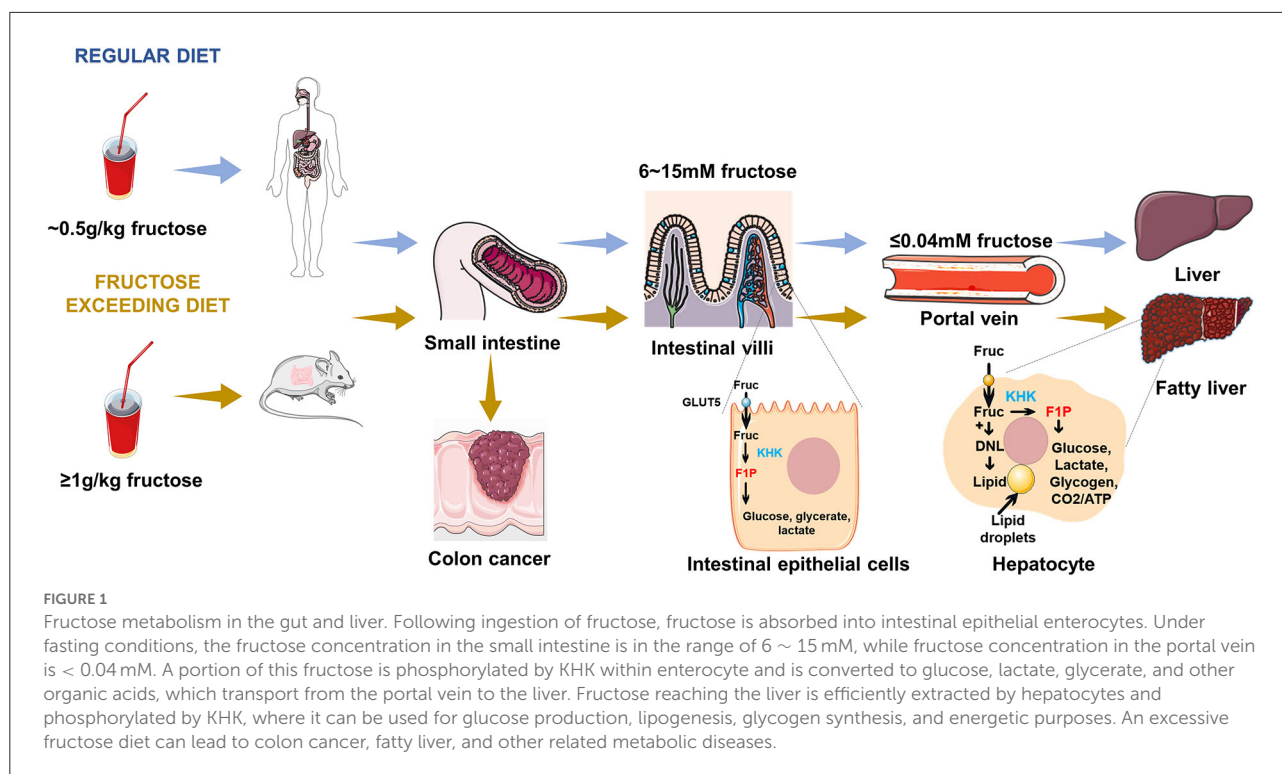 REGULAR DIET
~0.5g/kg fructose
FRUCTOSE
EXCEEDING DIET
≥1g/kg fructose
Small intestine
Colon cancer
6~15mM fructose
Intestinal villi
GLUT5
Fruc
Fruc
KHK
F1P
Glucose, glycerate,
lactate
Intestinal epithelial cells
≤0.04mM fructose
Portal vein
Liver
Fatty liver
Fruc
KHK
Fruc
F1P
+
DNL
Lipid
Glucose,
Lactate,
Glycogen,
CO2/ATP
Lipid
droplets
Hepatocyte
FIGURE 1
Fructose metabolism in the gut and liver. Following ingestion of fructose, fructose is absorbed into intestinal epithelial enterocytes. Under
fasting conditions, the fructose concentration in the small intestine is in the range of 6 ~ 15 mM, while fructose concentration in the portal vein
is < 0.04 mM. A portion of this fructose is phosphorylated by KHK within enterocyte and is converted to glucose, lactate, glycerate, and other
organic acids, which transport from the portal vein to the liver. Fructose reaching the liver is efficiently extracted by hepatocytes and
phosphorylated by KHK, where it can be used for glucose production, lipogenesis, glycogen synthesis, and energetic purposes. An excessive
fructose diet can lead to colon cancer, fatty liver, and other related metabolic diseases.